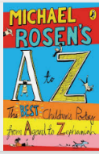 MICHAEL
ROSEN'S
A
to
Z
The BEST Children's Poetry
from Agard to Zephaniah